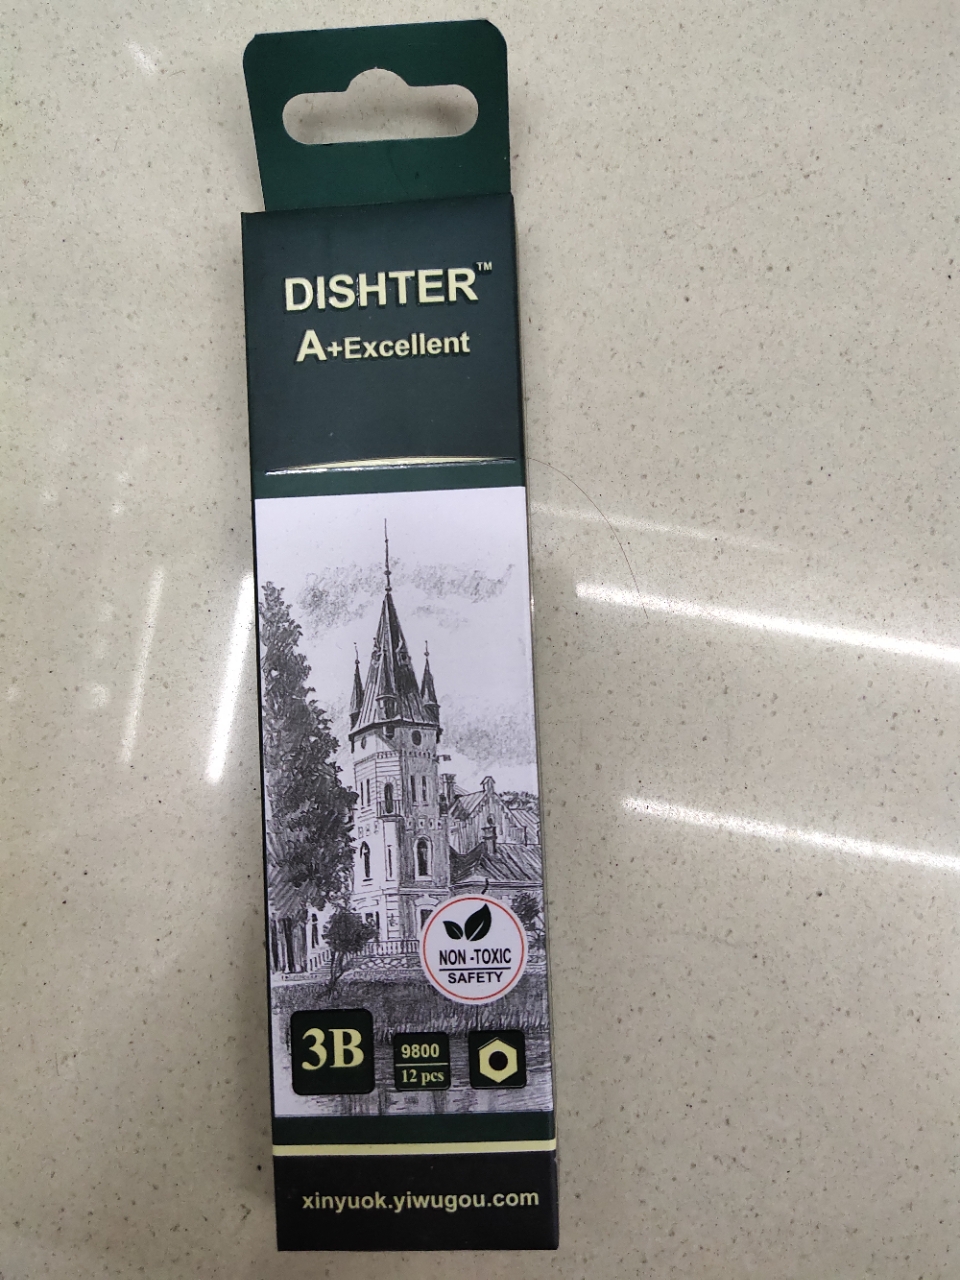 DISHTER™
A+Excellent
NON-TOXIC
SAFETY
3B
9800
12 pcs
xinyuok.yiwugou.com